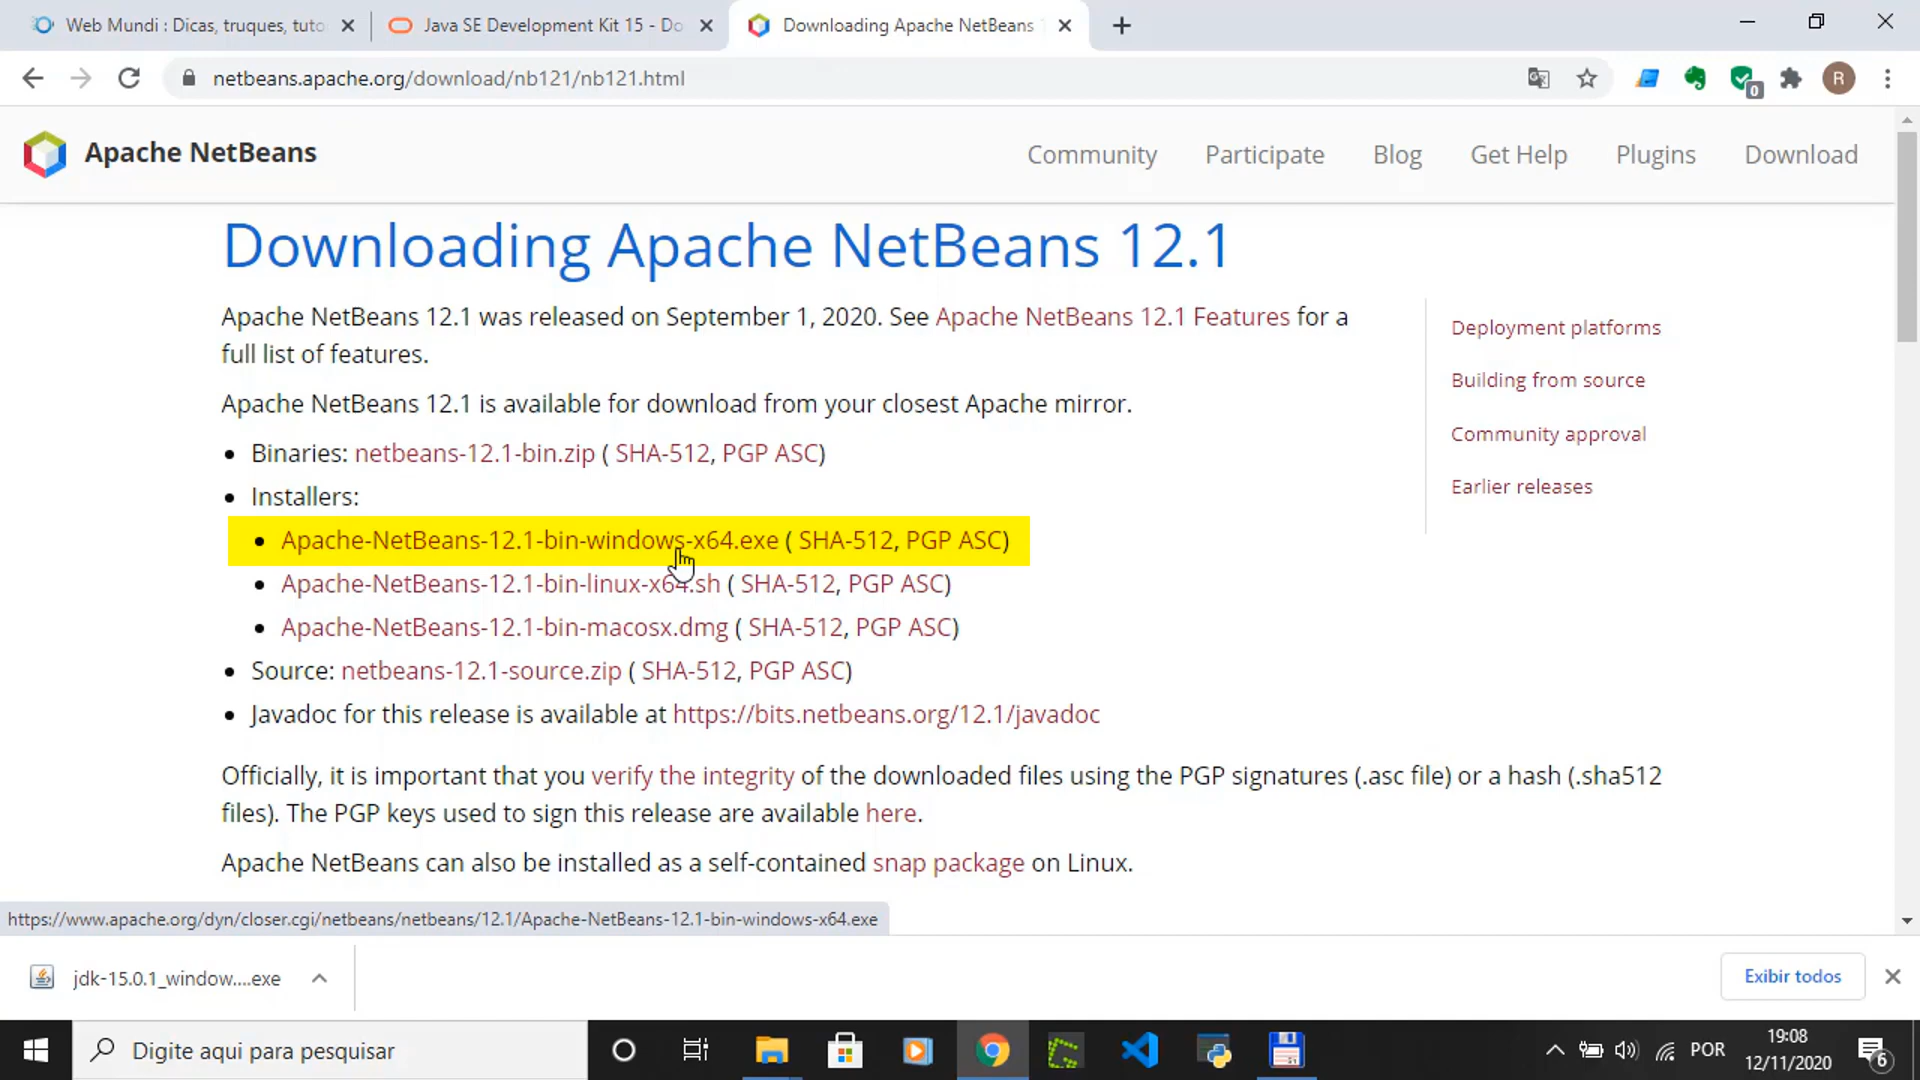 Web Mundi : Dicas, truques, tuto
Java SE Development Kit 15 - Do
Downloading Apache NetBeans
netbeans.apache.org/download/nb121/nb121.html
0
R
Apache NetBeans
Community
Participate
Blog
Get Help
Plugins
Download
Downloading Apache NetBeans 12.1
Apache NetBeans 12.1 was released on September 1, 2020. See Apache NetBeans 12.1 Features for a
full list of features.
Apache NetBeans 12.1 is available for download from your closest Apache mirror.
• Binaries: netbeans-12.1-bin.zip ( SHA-512, PGP ASC)
• Installers:
• Apache-NetBeans-12.1-bin-windows-x64.exe ( SHA-512, PGP ASC)
• Apache-NetBeans-12.1-bin-linux-x64.sh ( SHA-512, PGP ASC)
• Apache-NetBeans-12.1-bin-macosx.dmg ( SHA-512, PGP ASC)
• Source: netbeans-12.1-source.zip ( SHA-512, PGP ASC)
• Javadoc for this release is available at https://bits.netbeans.org/12.1/javadoc
Officially, it is important that you verify the integrity of the downloaded files using the PGP signatures (.asc file) or a hash (.sha512
files). The PGP keys used to sign this release are available here.
Apache NetBeans can also be installed as a self-contained snap package on Linux.
Deployment platforms
Building from source
Community approval
Earlier releases
https://www.apache.org/dyn/closer.cgi/netbeans/netbeans/12.1/Apache-NetBeans-12.1-bin-windows-x64.exe
jdk-15.0.1_window....exe
Exibir todos
Digite aqui para pesquisar
POR
19:08
12/11/2020
6